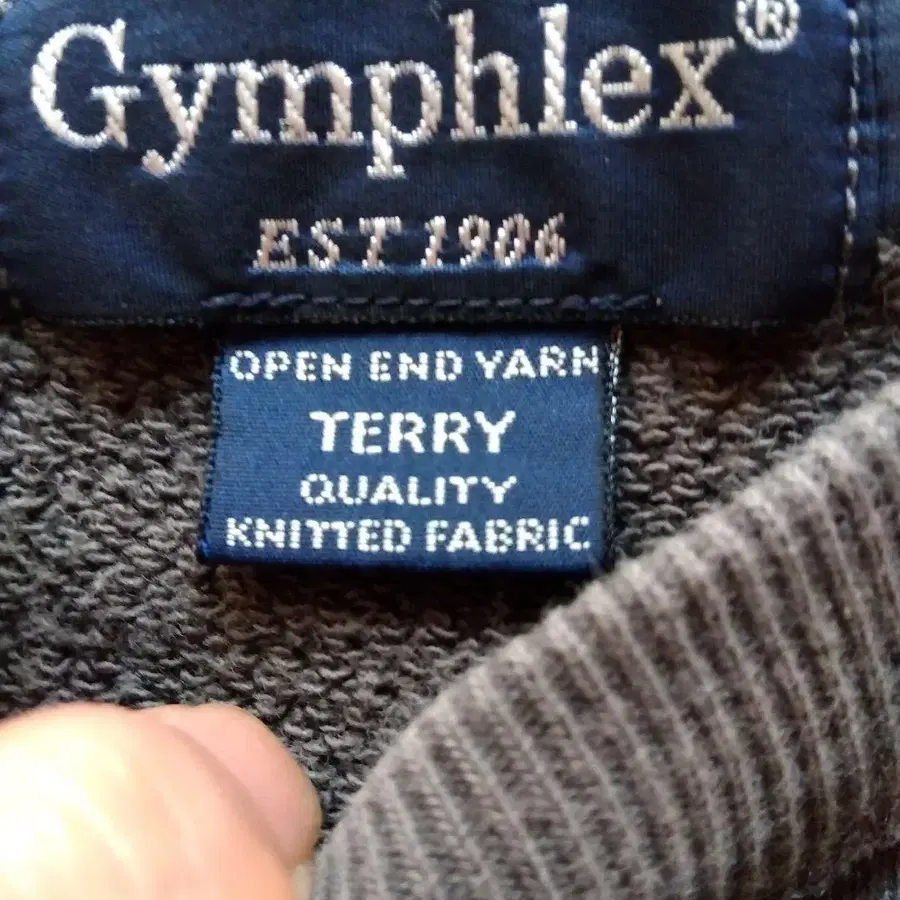 Gymphlex®
EST 1906
OPEN END YARN
TERRY
QUALITY
KNITTED FABRIC